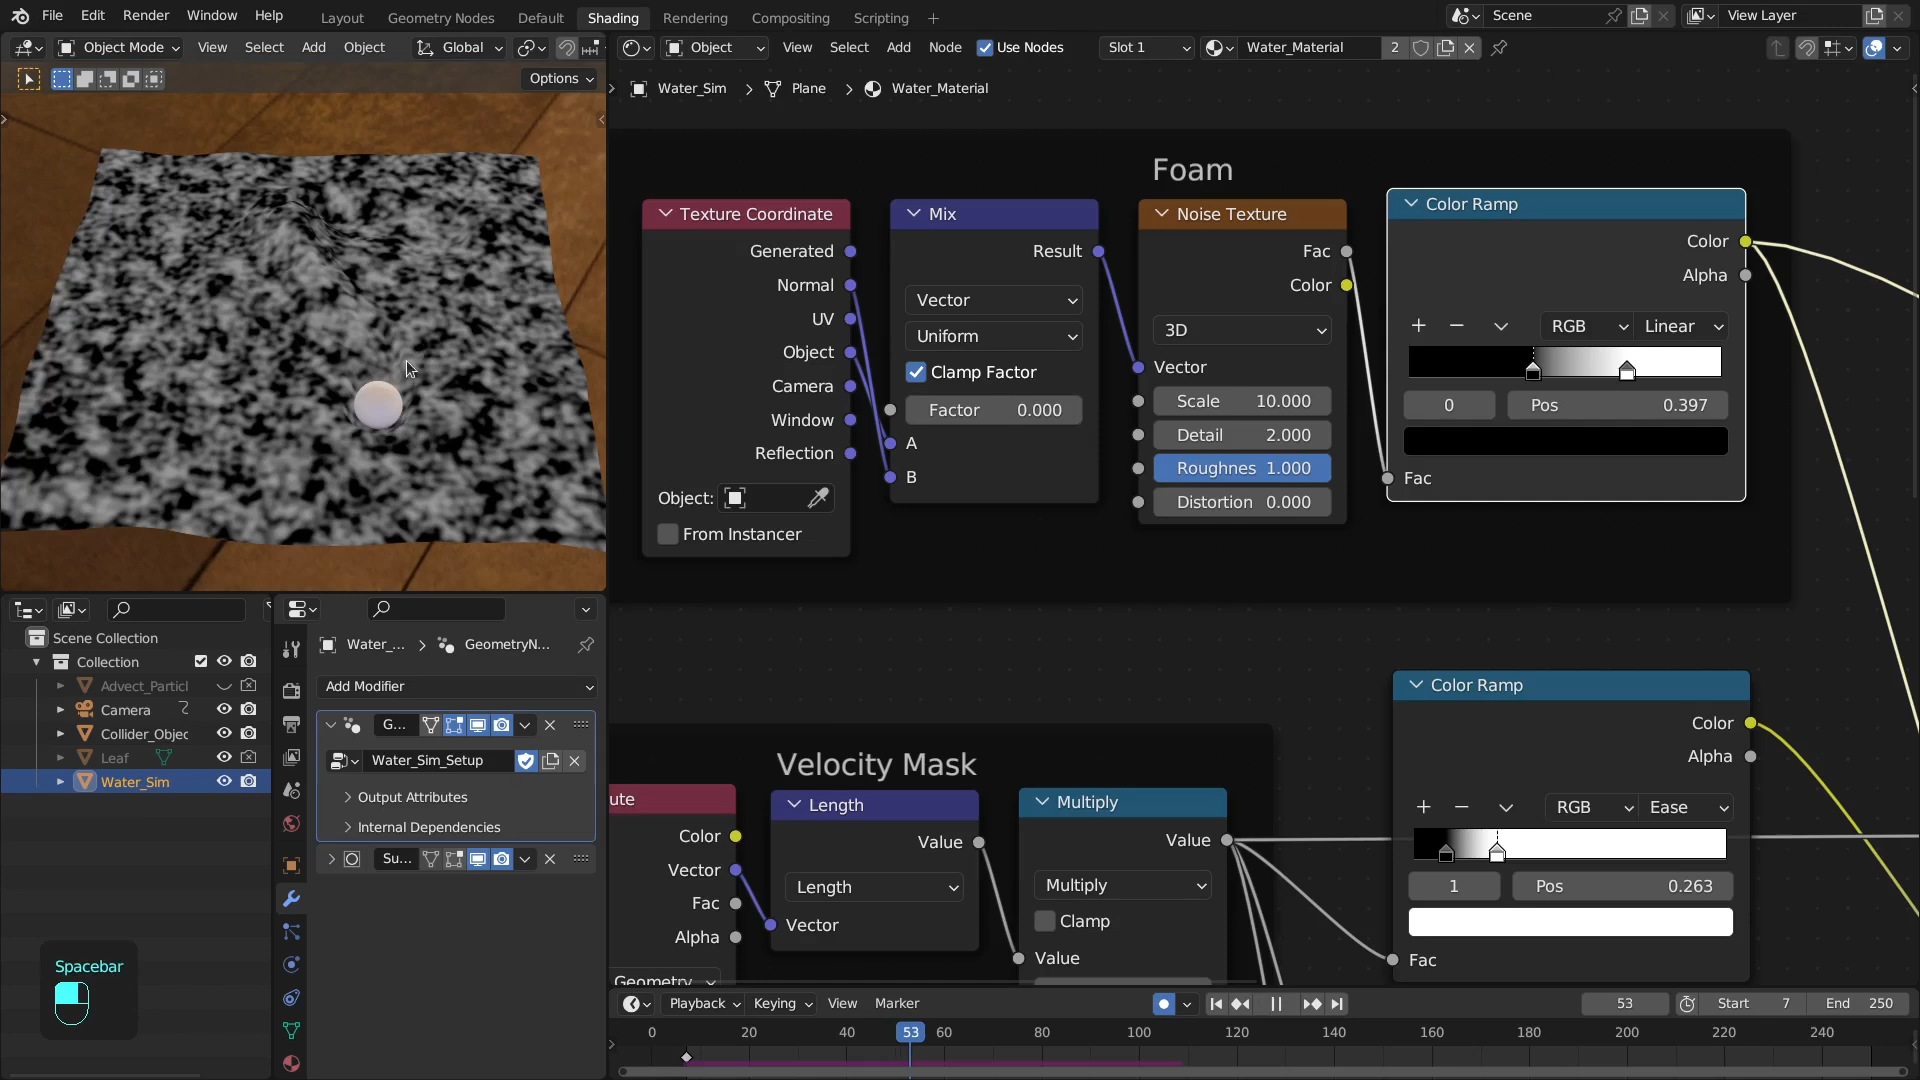 File Edit Render Window Help
Layout Geometry Nodes Default Shading Rendering Compositing Scripting +
Scene View Layer
Object Mode View Select Add Object Global
Object View Select Add Node Use Nodes Slot 1 Water_Material 2
Options
Water_Sim > Plane > Water_Material
Foam
Texture Coordinate
Generated
Normal
UV
Object
Camera
Window
Reflection
Object:
From Instancer
Mix
Result
Vector
Uniform
Clamp Factor
Factor 0.000
A
B
Noise Texture
Fac
Color
3D
Vector
Scale 10.000
Detail 2.000
Roughnes 1.000
Distortion 0.000
Color Ramp
Color
Alpha
RGB Linear
0 Pos 0.397
Fac
Velocity Mask
ute
Color
Vector
Fac
Alpha
Geometry
Length
Value
Length
Vector
Multiply
Value
Multiply
Clamp
Value
Color Ramp
Color
Alpha
RGB Ease
1 Pos 0.263
Fac
Scene Collection
Collection
Advect_Particl
Camera
Collider_Objec
Leaf
Water_Sim
Spacebar
Water_... > GeometryN...
Add Modifier
G...
Water_Sim_Setup
Output Attributes
Internal Dependencies
Su...
Playback Keying View Marker 53 Start 7 End 250
0 20 40 53 60 80 100 120 140 160 180 200 220 240